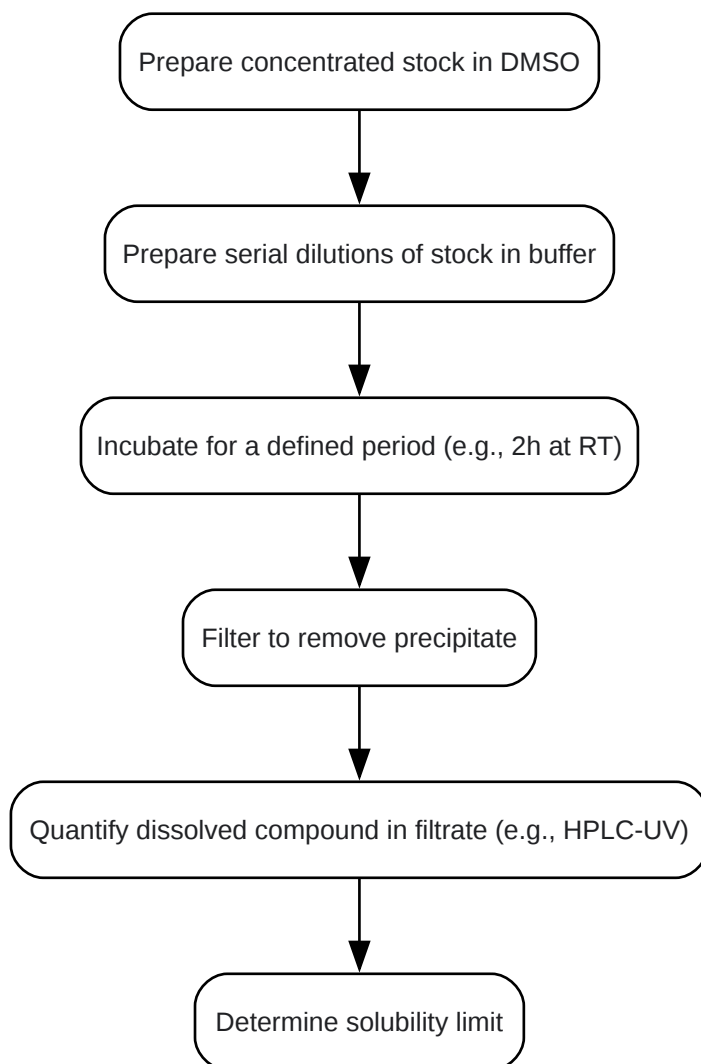 Prepare concentrated stock in DMSO
Prepare serial dilutions of stock in buffer
Incubate for a defined period (e.g., 2h at RT)
Filter to remove precipitate
Quantify dissolved compound in filtrate (e.g., HPLC-UV)
Determine solubility limit